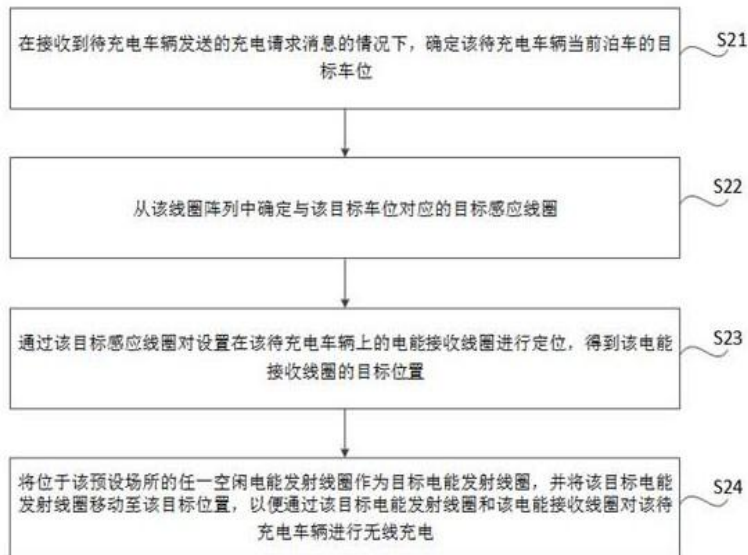 在接收到待充电车辆发送的充电请求消息的情况下，确定该待充电车辆当前泊车的目
标车位
S21
从该线圈阵列中确定与该目标车位对应的目标感应线圈
S22
通过该目标感应线圈对设置在该待充电车辆上的电能接收线圈进行定位，得到该电能
接收线圈的目标位置
S23
将位于该预设场所的任一空闲电能发射线圈作为目标电能发射线圈，并将该目标电能
发射线圈移动至该目标位置，以便通过该目标电能发射线圈和该电能接收线圈对该待
充电车辆进行无线充电
S24